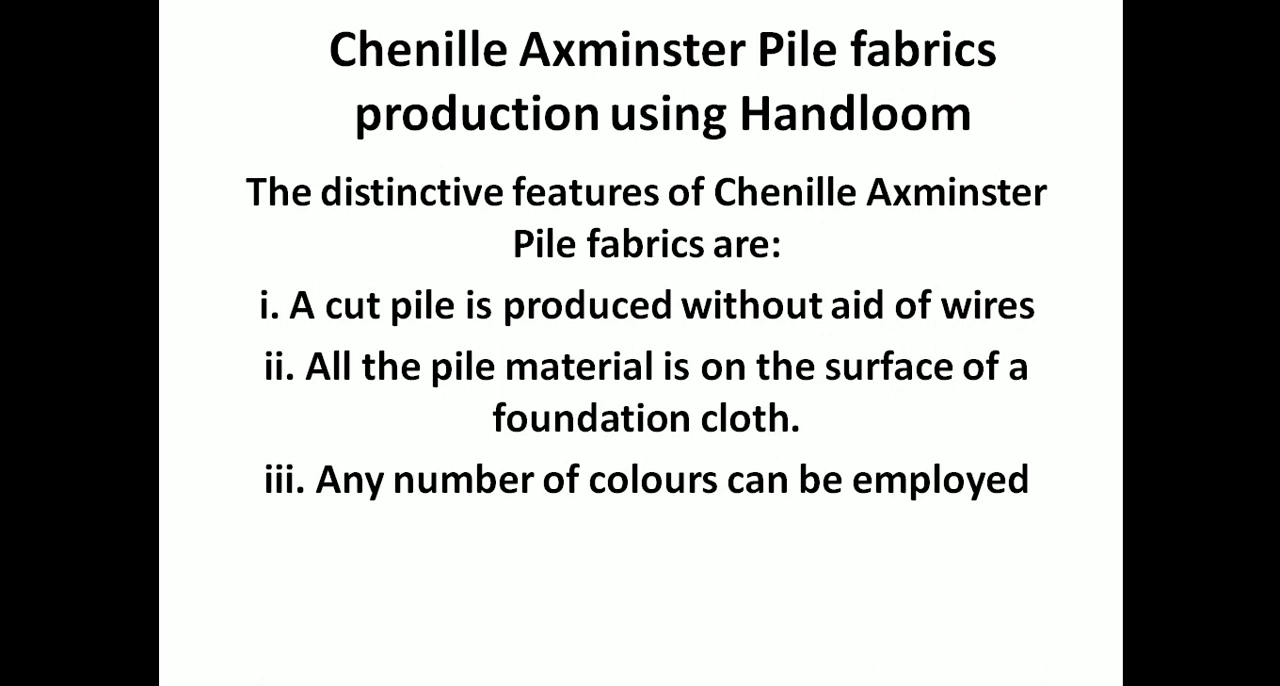 Chenille Axminster Pile fabrics
production using Handloom
The distinctive features of Chenille Axminster
Pile fabrics are:
i. A cut pile is produced without aid of wires
ii. All the pile material is on the surface of a
foundation cloth.
iii. Any number of colours can be employed